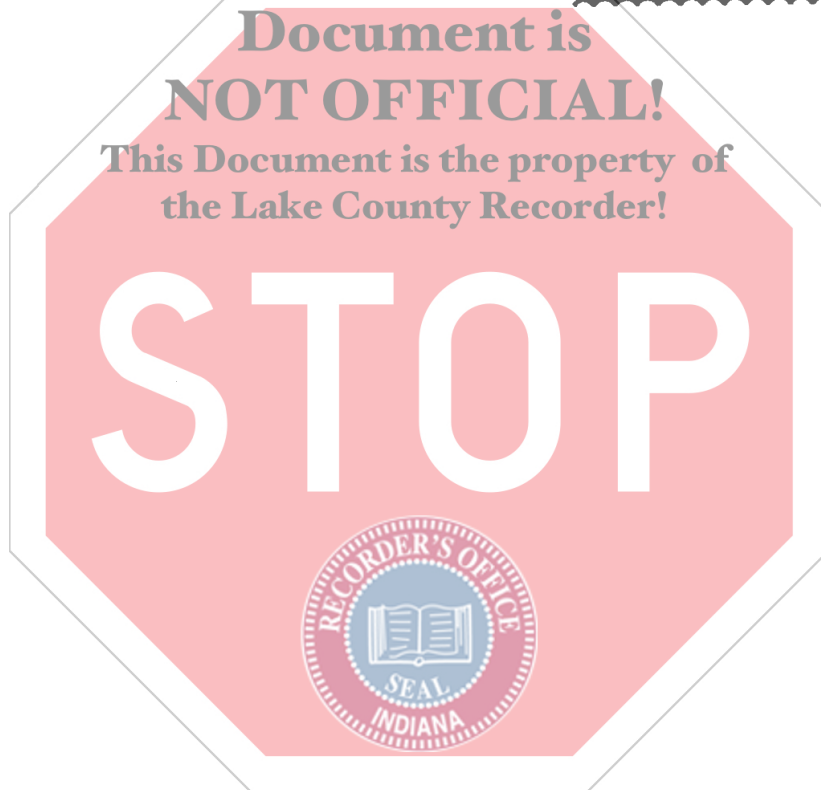 Document is
NOT OFFICIAL!
This Document is the property of
the Lake County Recorder!
STOP
RECORDER'S OFFICE
SEAL
INDIANA